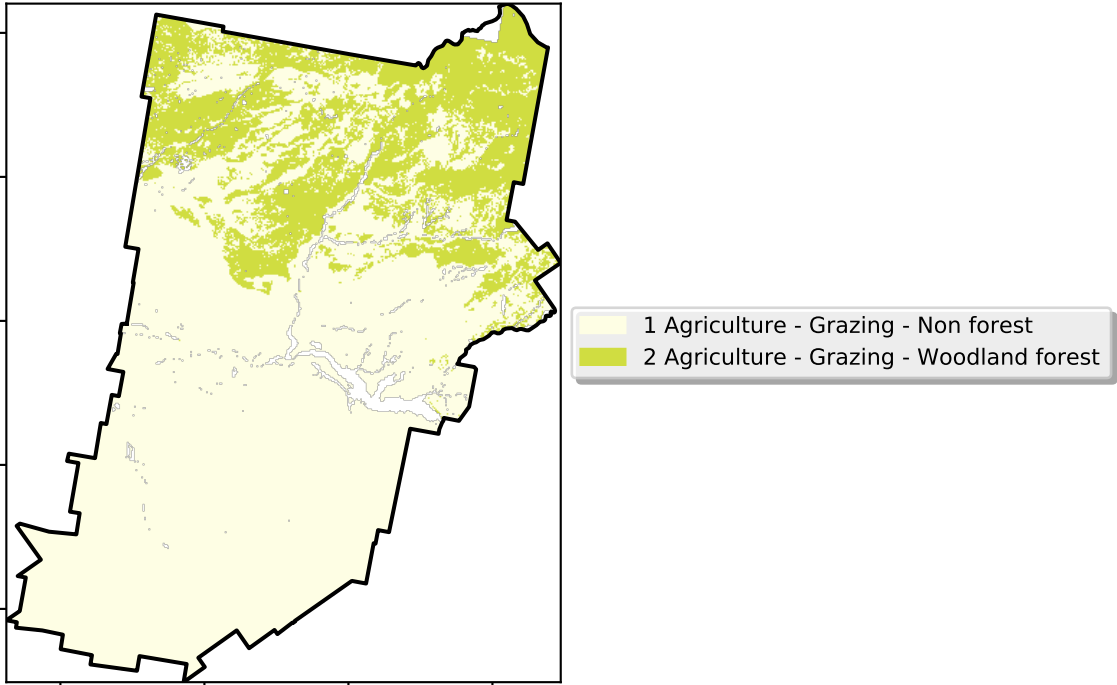 1 Agriculture - Grazing - Non forest
2 Agriculture - Grazing - Woodland forest